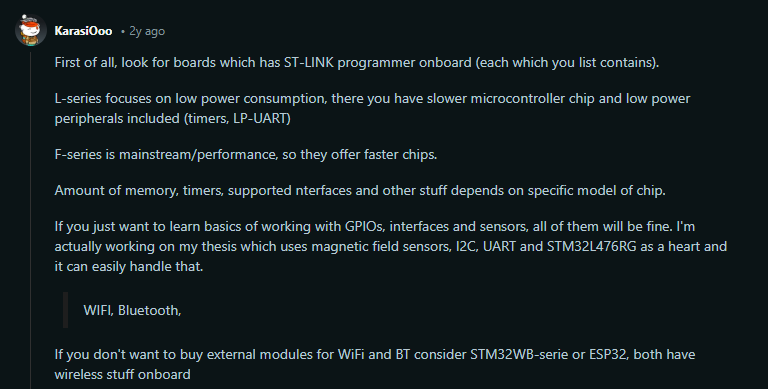 KarasiOoo • 2y ago
First of all, look for boards which has ST-LINK programmer onboard (each which you list contains).
L-series focuses on low power consumption, there you have slower microcontroller chip and low power
peripherals included (timers, LP-UART)
F-series is mainstream/performance, so they offer faster chips.
Amount of memory, timers, supported nterfaces and other stuff depends on specific model of chip.
If you just want to learn basics of working with GPIOs, interfaces and sensors, all of them will be fine. I'm
actually working on my thesis which uses magnetic field sensors, I2C, UART and STM32L476RG as a heart and
it can easily handle that.
WIFI, Bluetooth,
If you don't want to buy external modules for WiFi and BT consider STM32WB-serie or ESP32, both have
wireless stuff onboard